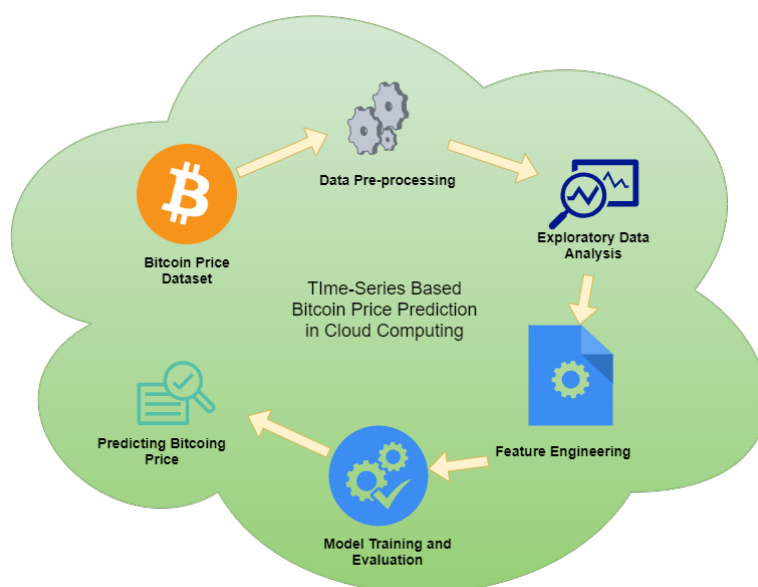 Data Pre-processing
Bitcoin Price
Dataset
Exploratory Data
Analysis
TIme-Series Based
Bitcoin Price Prediction
in Cloud Computing
Feature Engineering
Predicting Bitcoing
Price
Model Training and
Evaluation